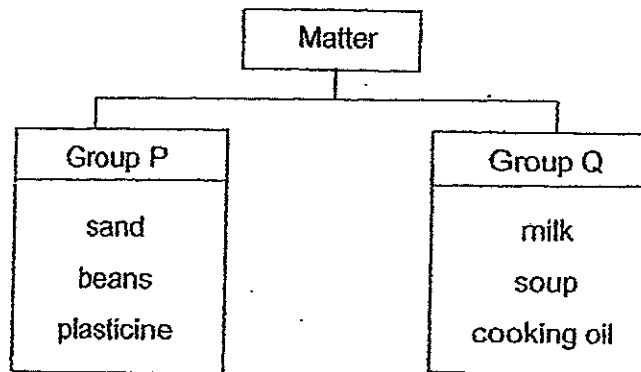 Matter
Group P
sand
beans
plasticine
Group Q
milk
soup
cooking oil